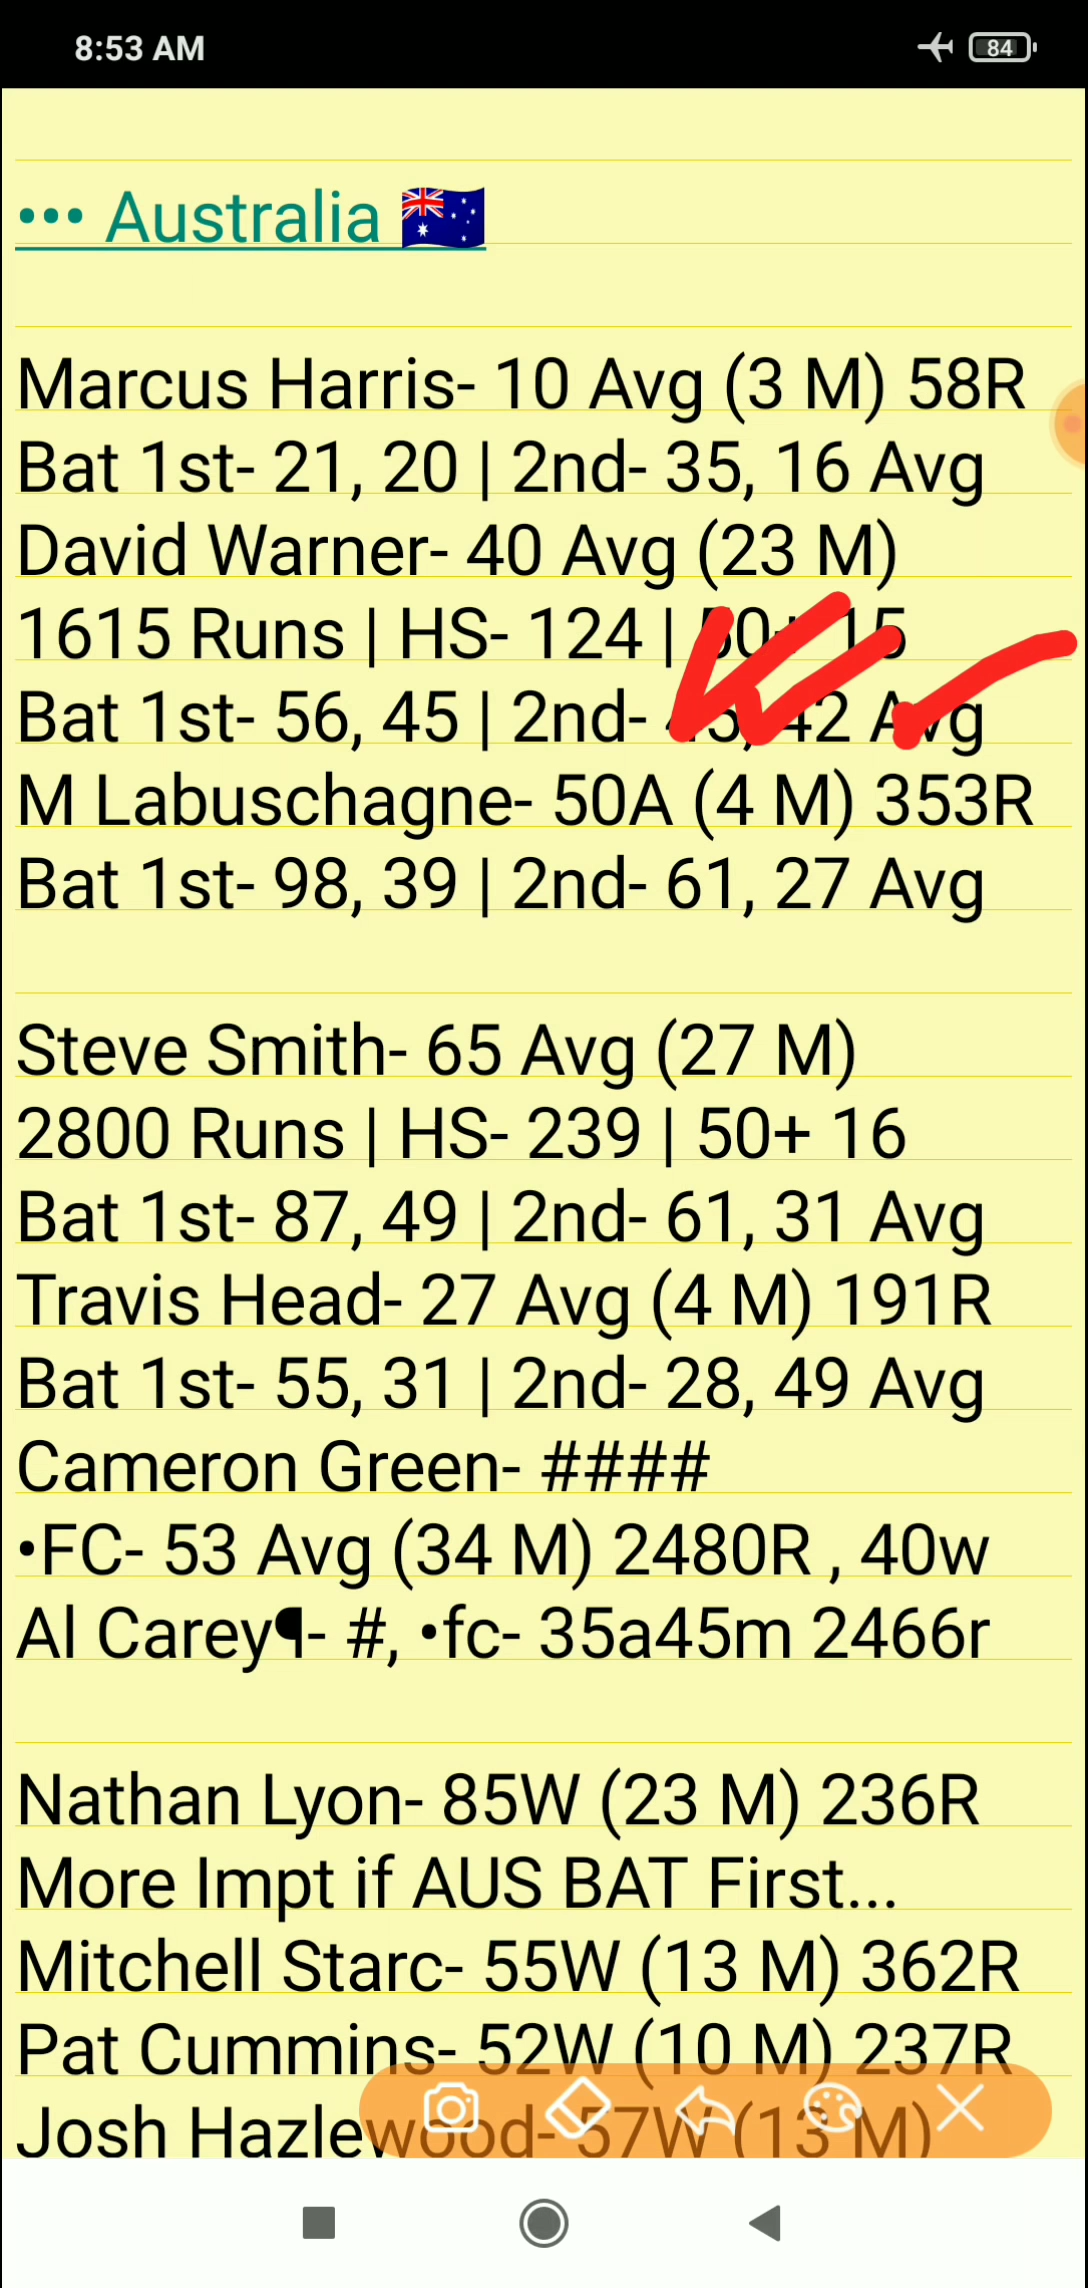 8:53 AM
84
••• Australia 🇦🇺
Marcus Harris- 10 Avg (3 M) 58R
Bat 1st- 21, 20 | 2nd- 35, 16 Avg
David Warner- 40 Avg (23 M)
1615 Runs | HS- 124 | 50+ 15
Bat 1st- 56, 45 | 2nd- 42 Avg
M Labuschagne- 50A (4 M) 353R
Bat 1st- 98, 39 | 2nd- 61, 27 Avg
Steve Smith- 65 Avg (27 M)
2800 Runs | HS- 239 | 50+ 16
Bat 1st- 87, 49 | 2nd- 61, 31 Avg
Travis Head- 27 Avg (4 M) 191R
Bat 1st- 55, 31 | 2nd- 28, 49 Avg
Cameron Green- ####
•FC- 53 Avg (34 M) 2480R , 40w
Al Carey¶- #, •fc- 35a45m 2466r
Nathan Lyon- 85W (23 M) 236R
More Impt if AUS BAT First...
Mitchell Starc- 55W (13 M) 362R
Pat Cummins- 52W (10 M) 237R
Josh Hazlewood- 57W (13 M)